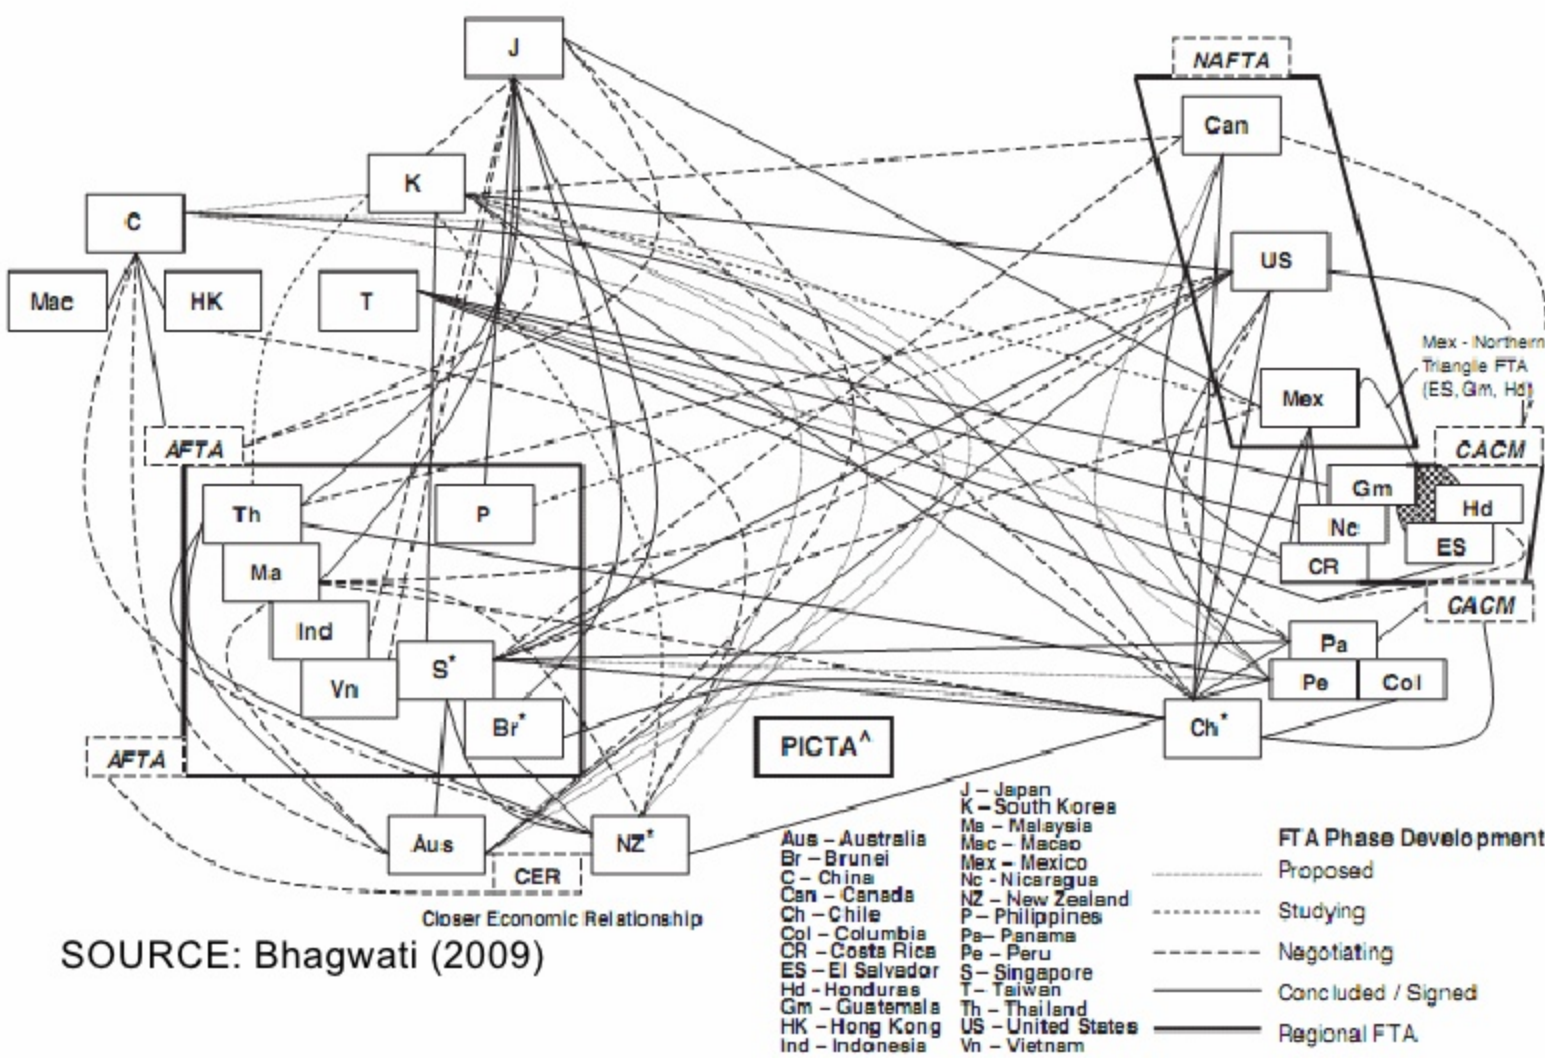 J
NAFTA
Can
K
C
US
Mac
HK
T
Mex - Northern
Triangle FTA
(ES, Gm, Hd)
Mex
AFTA
CACM
Gm
Th
P
Hd
Nc
ES
Ma
CR
CACM
Ind
Pa
S*
Vn
Pe
Col
Br*
Ch*
PICTA^
AFTA
Aus
NZ*
CER
Closer Economic Relationship
SOURCE: Bhagwati (2009)
Aus – Australia
Br – Brunei
C – China
Can – Canada
Ch – Chile
Col – Columbia
CR – Costa Rica
ES – El Salvador
Hd - Honduras
Gm – Guatemala
HK – Hong Kong
Ind – Indonesia
J – Japan
K – South Korea
Ma – Malaysia
Mac – Macao
Mex – Mexico
Nc - Nicaragua
NZ – New Zealand
P – Philippines
Pa – Panama
Pe – Peru
S – Singapore
T – Taiwan
Th – Thailand
US – United States
Vn – Vietnam
FTA Phase Development
Proposed
Studying
Negotiating
Concluded / Signed
Regional FTA